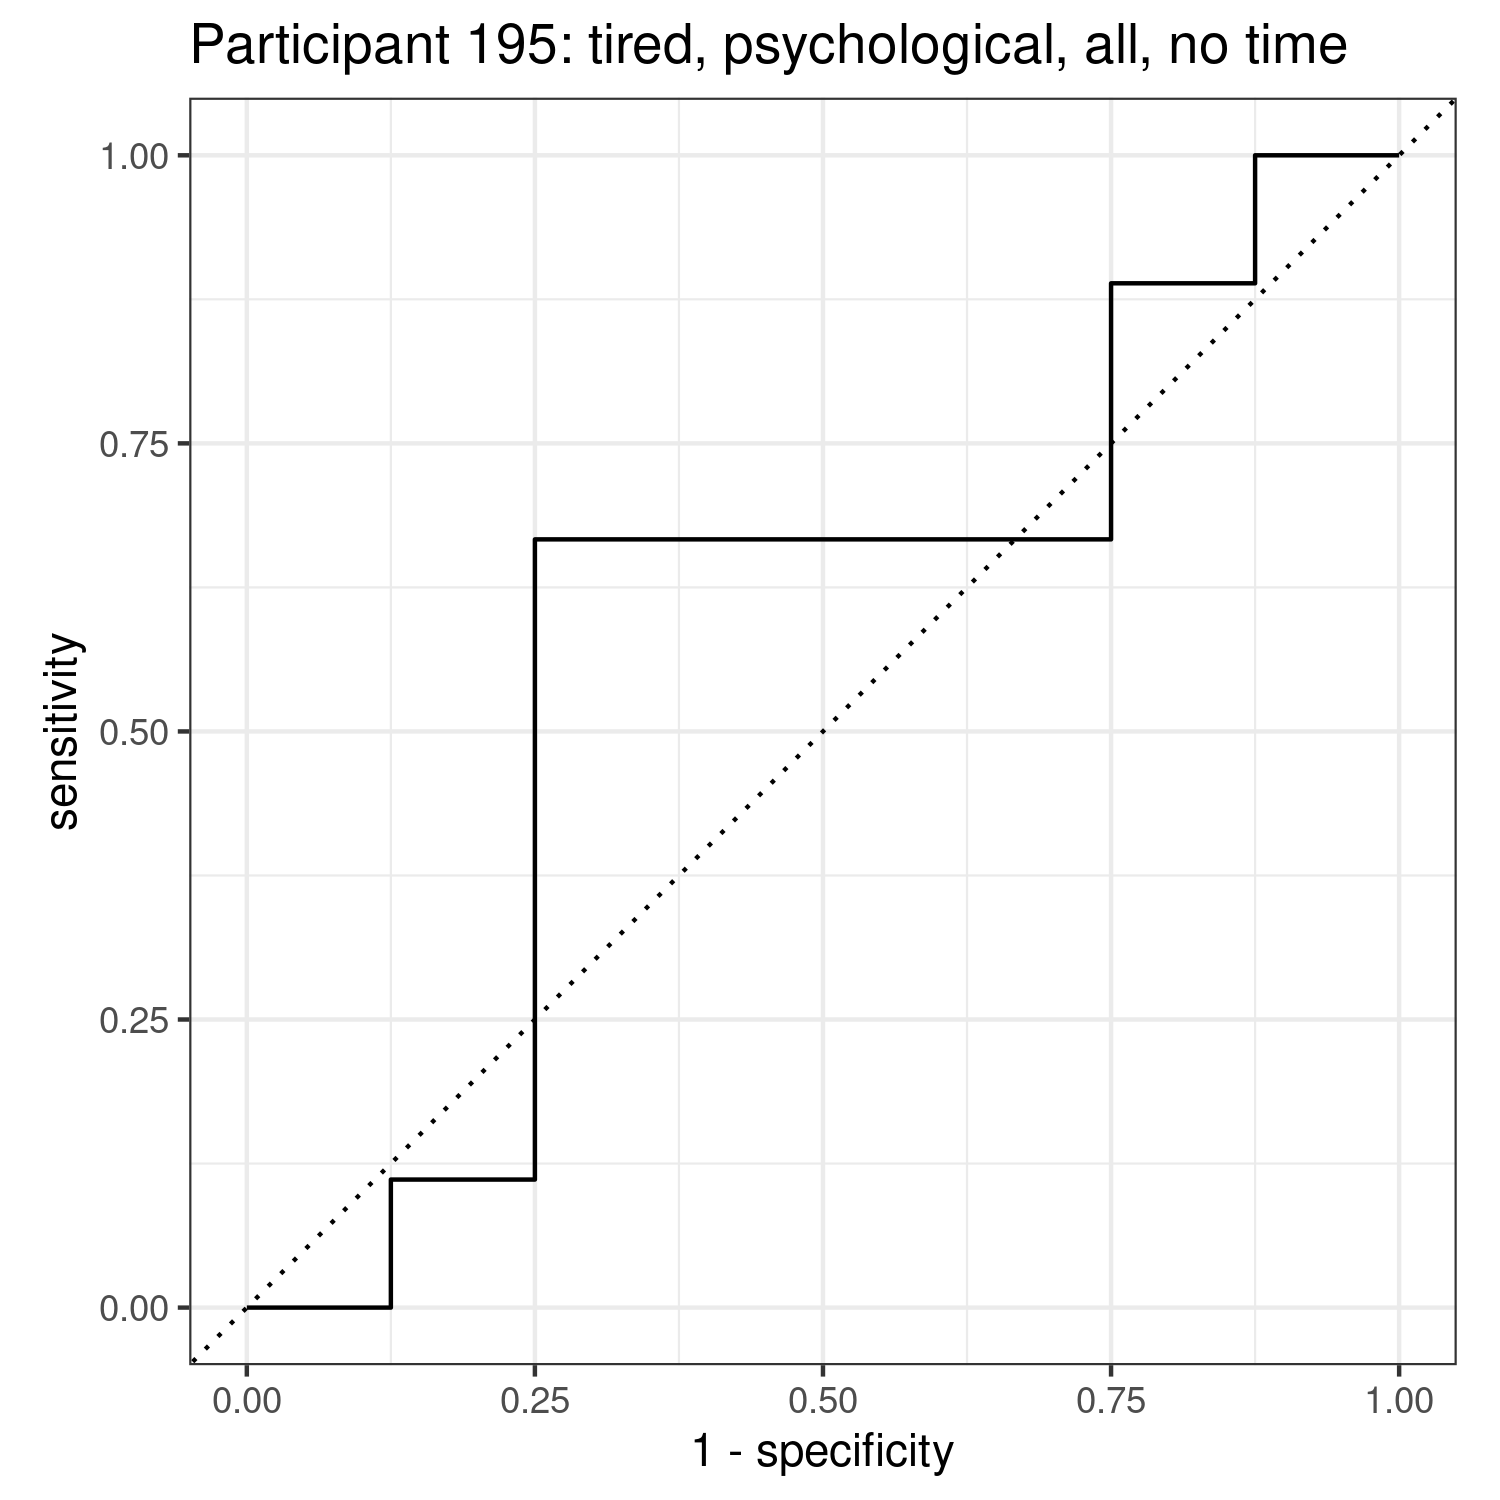 Participant 195: tired, psychological, all, no time
1.00
0.75
0.50
0.25
0.00
sensitivity
0.00 0.25 0.50 0.75 1.00
1 - specificity